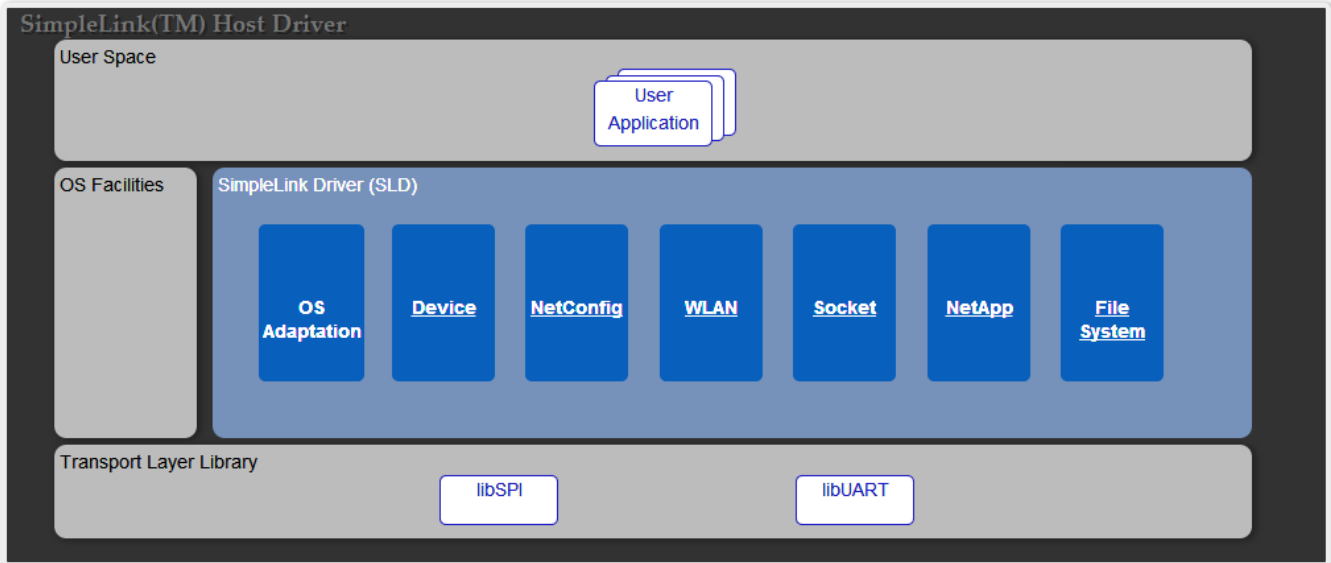 SimpleLink(TM) Host Driver
User Space
User
Application
OS Facilities
SimpleLink Driver (SLD)
OS
Adaptation
Device
NetConfig
WLAN
Socket
NetApp
File
System
Transport Layer Library
libSPI
libUART